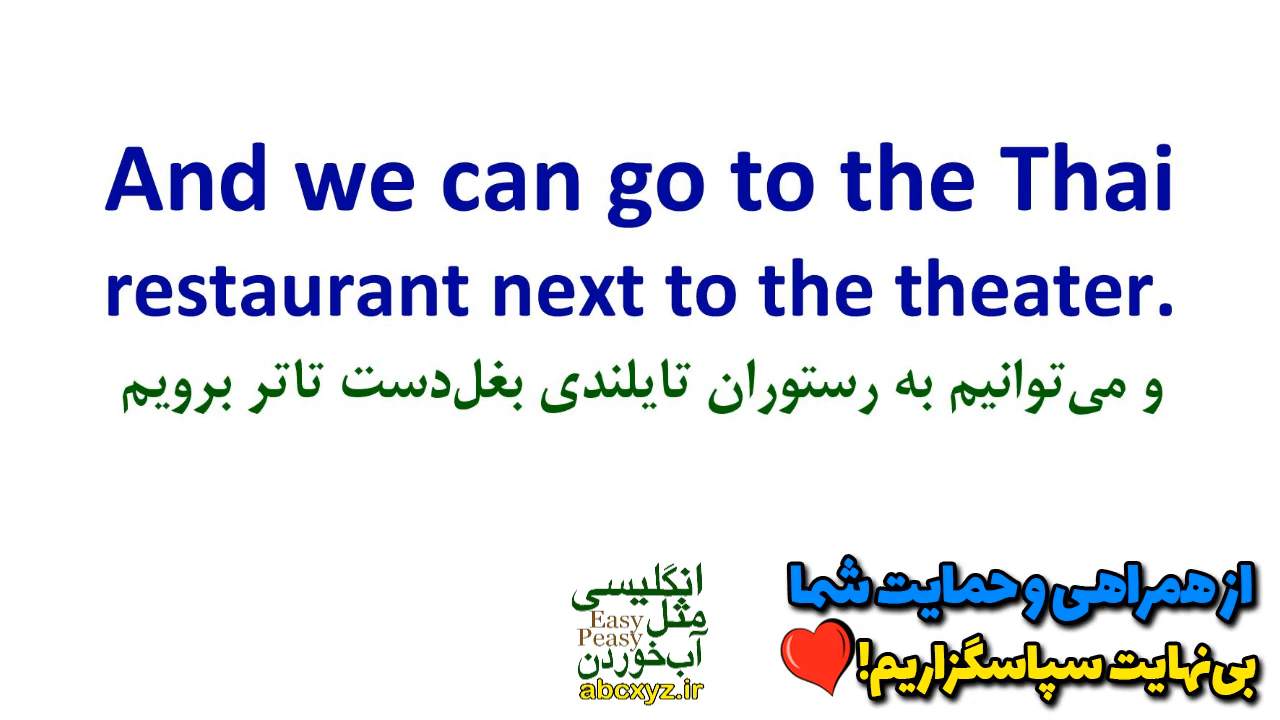 And we can go to the Thai
restaurant next to the theater.
و می‌توانیم به رستوران تایلندی بغل‌دست تاتر برویم
انگلیسی
مثل
Easy
Peasy
آب‌خوردن
abcxyz.ir
از همراهی و حمایت شما
بی‌نهایت سپاسگزاریم!